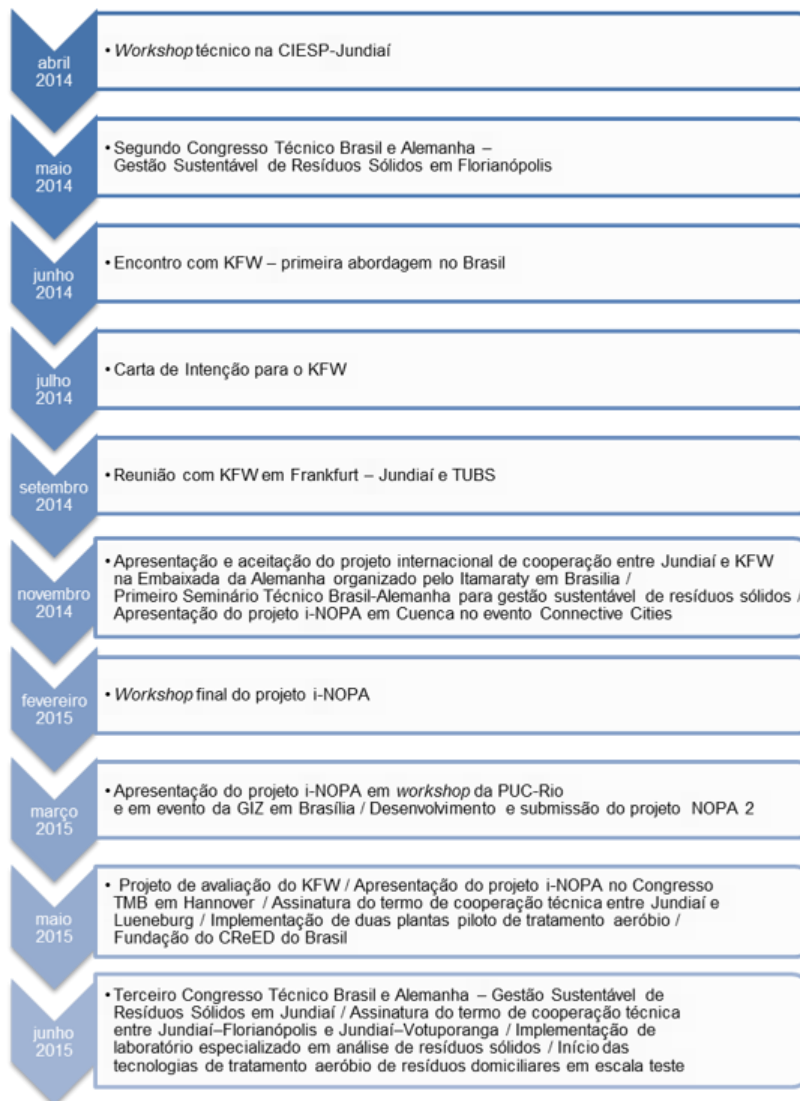 abril
2014
• Workshop técnico na CIESP-Jundiaí
maio
2014
• Segundo Congresso Técnico Brasil e Alemanha –
Gestão Sustentável de Resíduos Sólidos em Florianópolis
junho
2014
• Encontro com KFW – primeira abordagem no Brasil
julho
2014
• Carta de Intenção para o KFW
setembro
2014
• Reunião com KFW em Frankfurt – Jundiaí e TUBS
novembro
2014
• Apresentação e aceitação do projeto internacional de cooperação entre Jundiaí e KFW
na Embaixada da Alemanha organizado pelo Itamaraty em Brasilia /
Primeiro Seminário Técnico Brasil-Alemanha para gestão sustentável de resíduos sólidos /
Apresentação do projeto i-NOPA em Cuenca no evento Connective Cities
fevereiro
2015
• Workshop final do projeto i-NOPA
março
2015
• Apresentação do projeto i-NOPA em workshop da PUC-Rio
e em evento da GIZ em Brasília / Desenvolvimento e submissão do projeto NOPA 2
maio
2015
• Projeto de avaliação do KFW / Apresentação do projeto i-NOPA no Congresso
TMB em Hannover / Assinatura do termo de cooperação técnica entre Jundiaí e
Lueneburg / Implementação de duas plantas piloto de tratamento aeróbio /
Fundação do CReED do Brasil
junho
2015
• Terceiro Congresso Técnico Brasil e Alemanha – Gestão Sustentável de
Resíduos Sólidos em Jundiaí / Assinatura do termo de cooperação técnica
entre Jundiaí–Florianópolis e Jundiaí–Votuporanga / Implementação de
laboratório especializado em análise de resíduos sólidos / Início das
tecnologias de tratamento aeróbio de resíduos domiciliares em escala teste